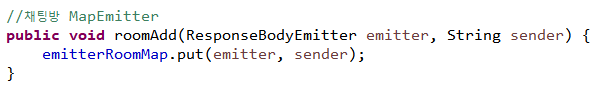 //채팅방 MapEmitter
public void roomAdd(ResponseBodyEmitter emitter, String sender) {
    emitterRoomMap.put(emitter, sender);
}